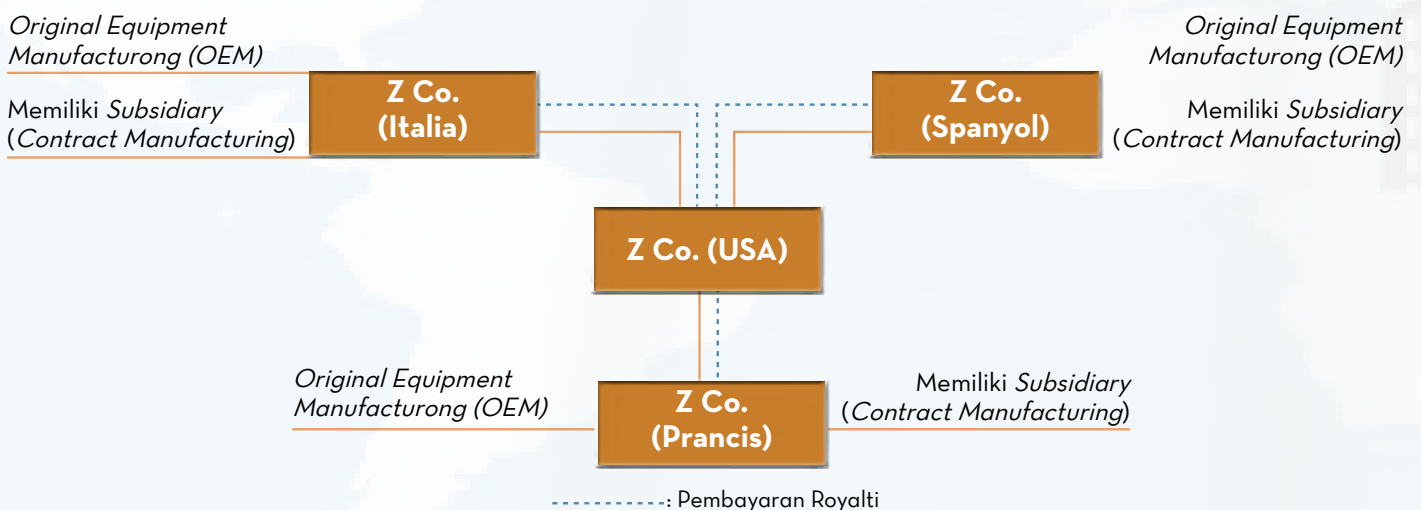 Original Equipment
Manufacturong (OEM)
Memiliki Subsidiary
(Contract Manufacturing)
Z Co.
(Italia)
Z Co.
(Spanyol)
Original Equipment
Manufacturong (OEM)
Memiliki Subsidiary
(Contract Manufacturing)
Z Co. (USA)
Original Equipment
Manufacturong (OEM)
Z Co.
(Prancis)
Memiliki Subsidiary
(Contract Manufacturing)
: Pembayaran Royalti